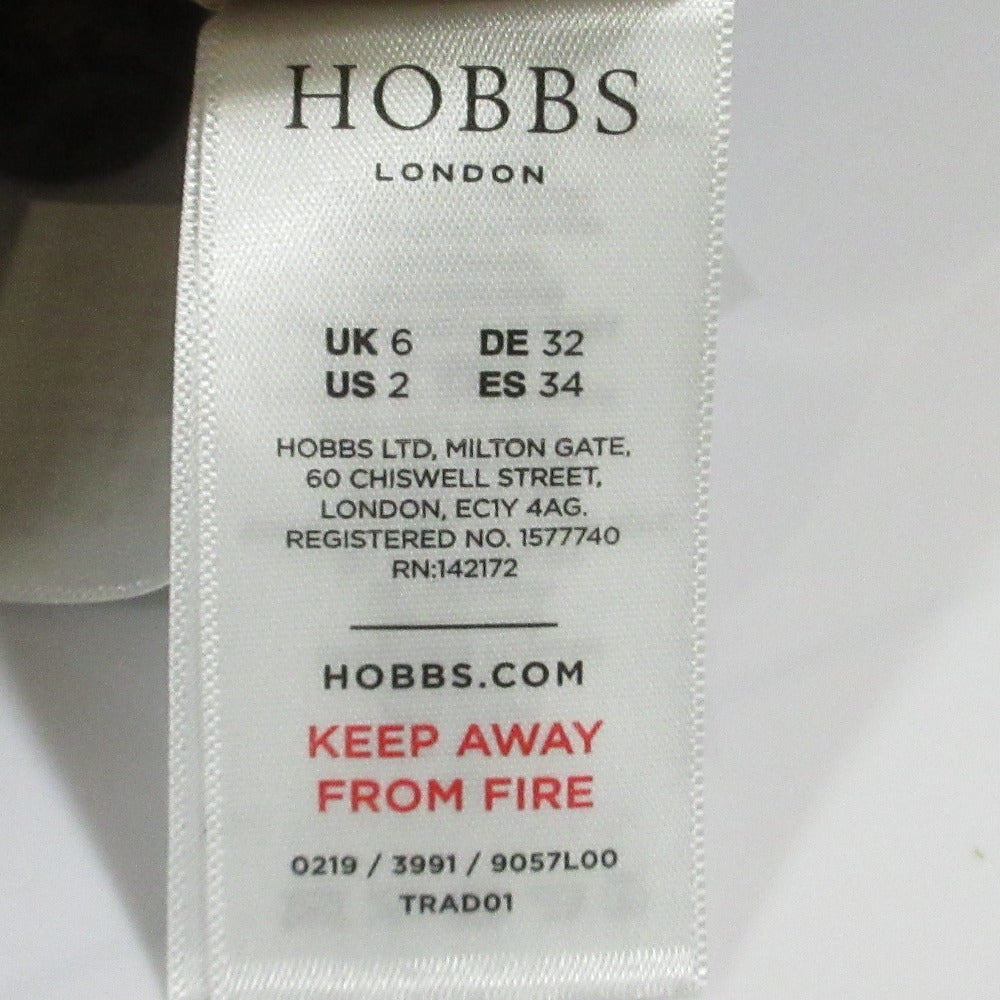 HOBBS
LONDON
UK 6 DE 32
US 2 ES 34
HOBBS LTD, MILTON GATE,
60 CHISWELL STREET,
LONDON, EC1Y 4AG.
REGISTERED NO. 1577740
RN:142172
HOBBS.COM
KEEP AWAY
FROM FIRE
0219 / 3991 / 9057L00
TRAD01